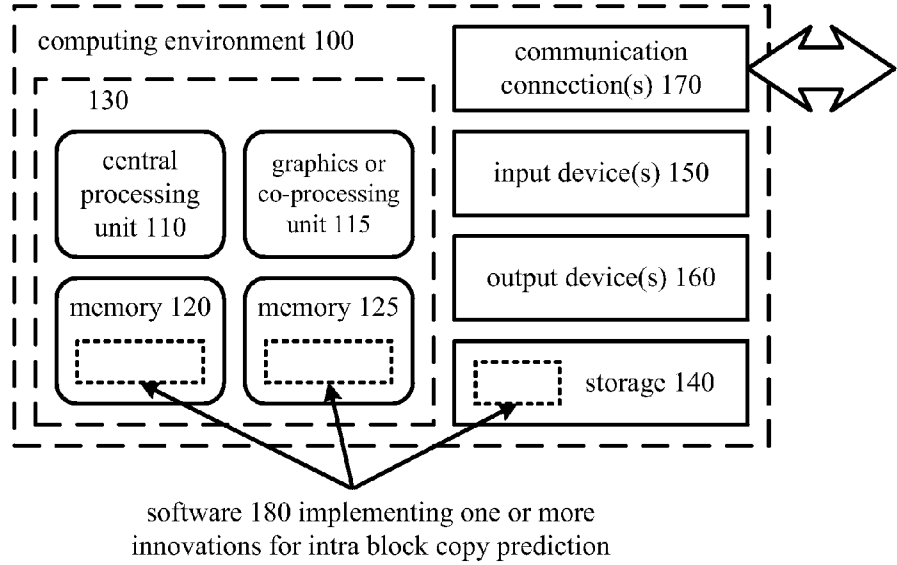 computing environment 100
communication
connection(s) 170
130
central
processing
unit 110
graphics or
co-processing
unit 115
input device(s) 150
output device(s) 160
memory 120
memory 125
storage 140
software 180 implementing one or more
innovations for intra block copy prediction